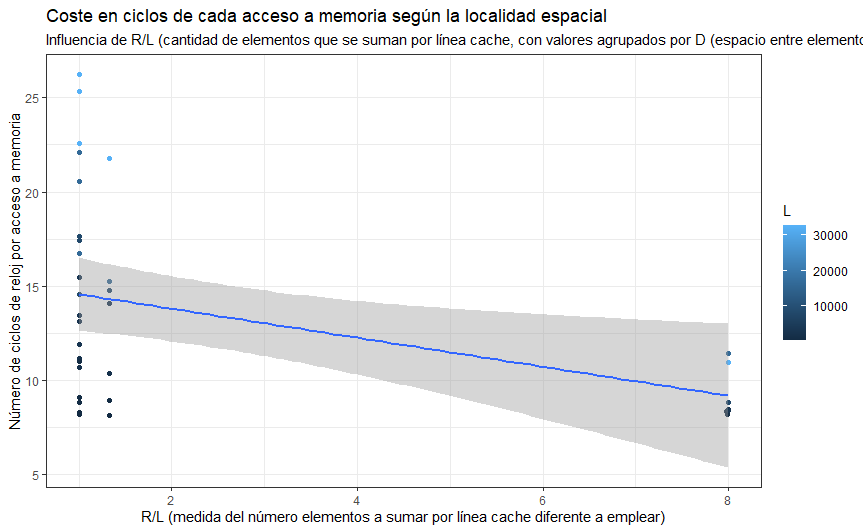 Coste en ciclos de cada acceso a memoria según la localidad espacial
Influencia de R/L (cantidad de elementos que se suman por línea cache, con valores agrupados por D (espacio entre elemento
Número de ciclos de reloj por acceso a memoria
25
20
15
10
5
2
4
6
8
R/L (medida del número elementos a sumar por línea cache diferente a emplear)
L
30000
20000
10000